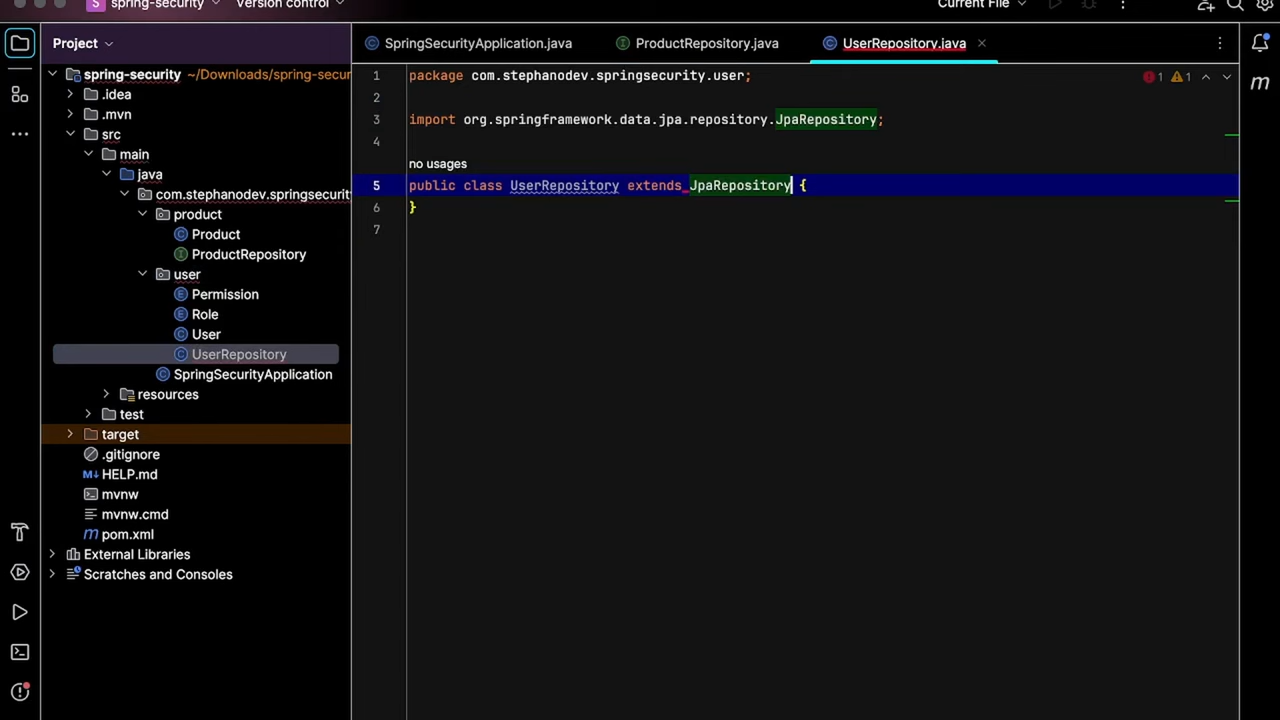 S spring-security Version control Current File
Project
SpringSecurityApplication.java ProductRepository.java UserRepository.java
spring-security ~/Downloads/spring-secur
.idea
.mvn
src
main
java
com.stephanodev.springsecurit
product
Product
ProductRepository
user
Permission
Role
User
UserRepository
SpringSecurityApplication
resources
test
target
.gitignore
HELP.md
mvnw
mvnw.cmd
pom.xml
External Libraries
Scratches and Consoles
1 package com.stephanodev.springsecurity.user;
2
3 import org.springframework.data.jpa.repository.JpaRepository;
4
no usages
5 public class UserRepository extends JpaRepository {
6 }
7
1 1
m